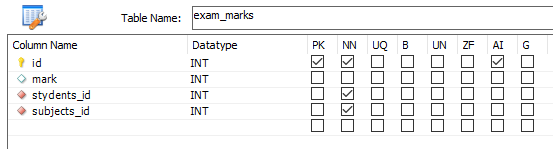 Table Name: exam_marks
Column Name Datatype PK NN UQ B UN ZF AI G
id INT
mark INT
stydents_id INT
subjects_id INT